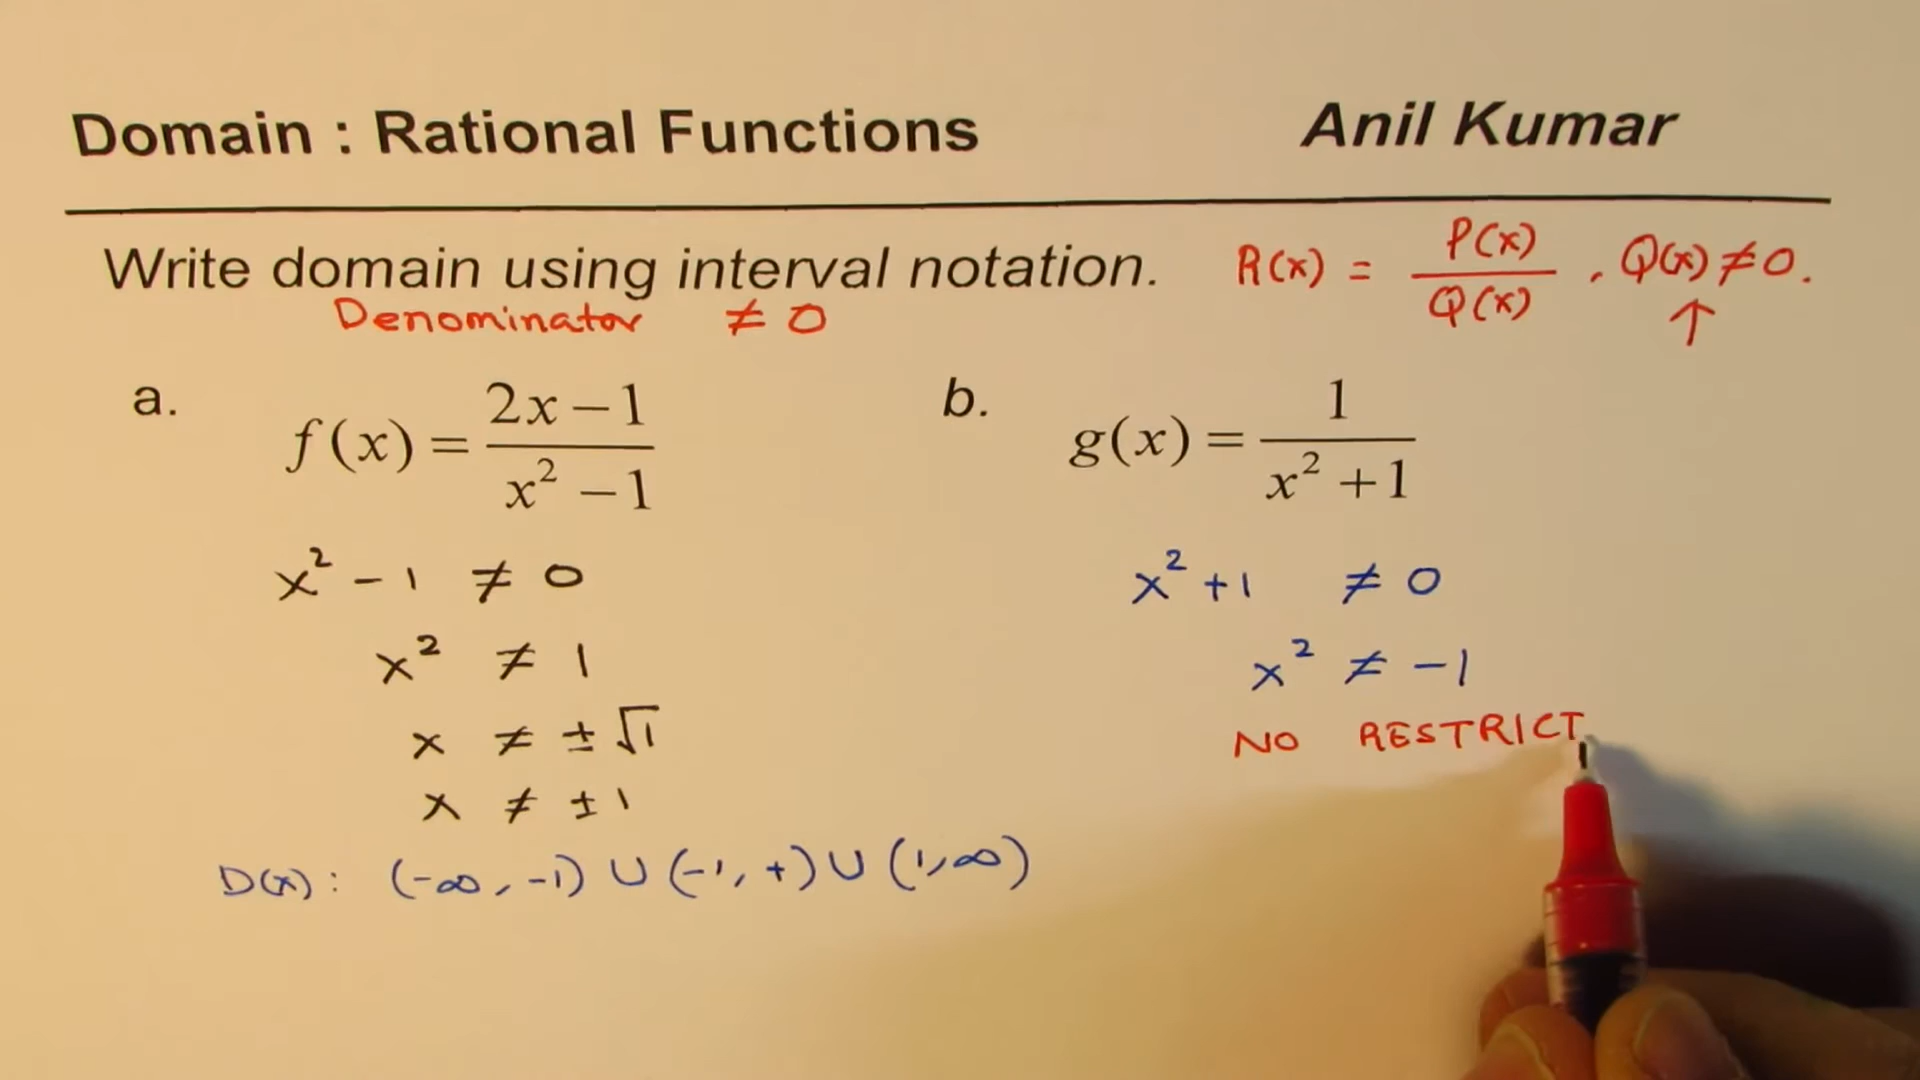 Domain : Rational Functions Anil Kumar
Write domain using interval notation. R(x) = P(x)/Q(x) , Q(x) ≠ 0.
Denominator ≠ 0 ↑
a. f(x) = (2x − 1)/(x² − 1)
b. g(x) = 1/(x² + 1)
x² - 1 ≠ 0
x² ≠ 1
x ≠ ± √1
x ≠ ± 1
D(x) : (-∞, -1) ∪ (-1, +) ∪ (1, ∞)
x² + 1 ≠ 0
x² ≠ -1
NO RESTRICT